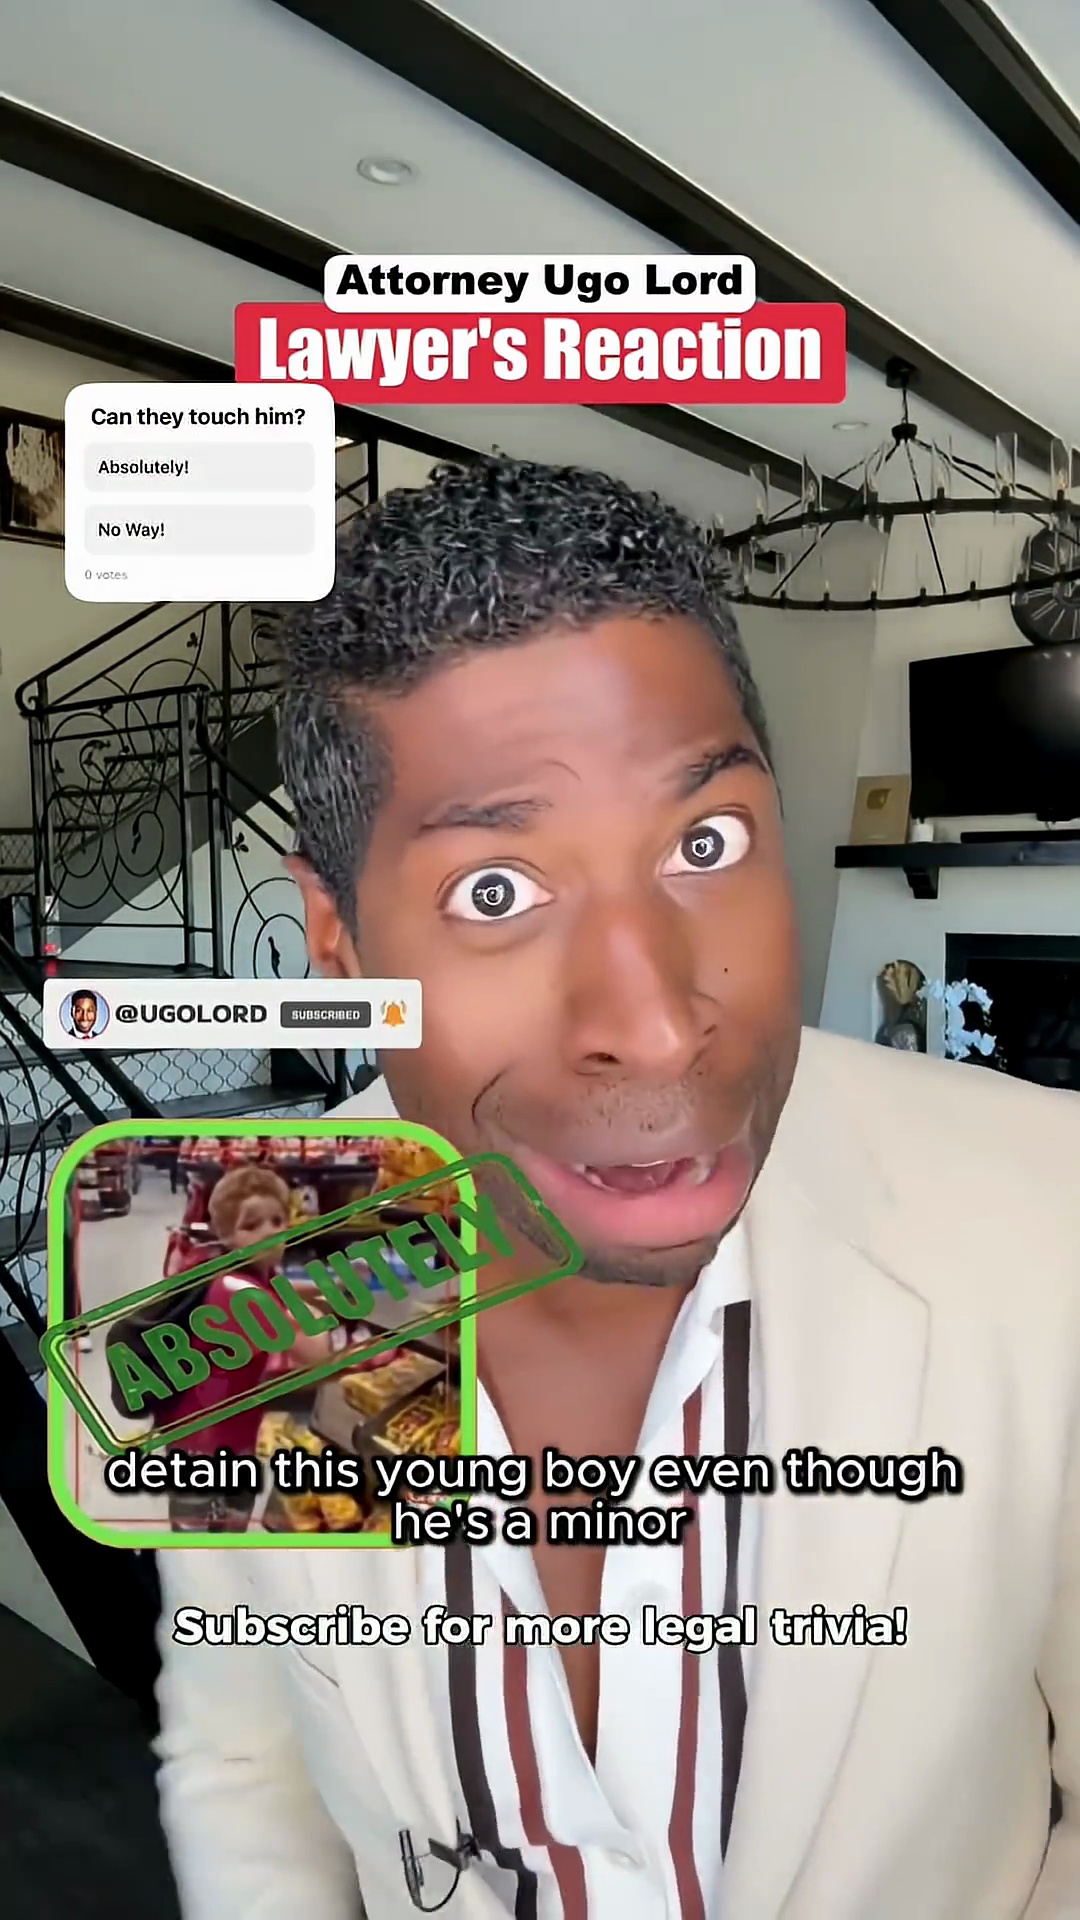 Attorney Ugo Lord
Lawyer's Reaction
Can they touch him?
Absolutely!
No Way!
0 votes
@UGOLORD SUBSCRIBED
ABSOLUTELY
detain this young boy even though
he's a minor
Subscribe for more legal trivia!